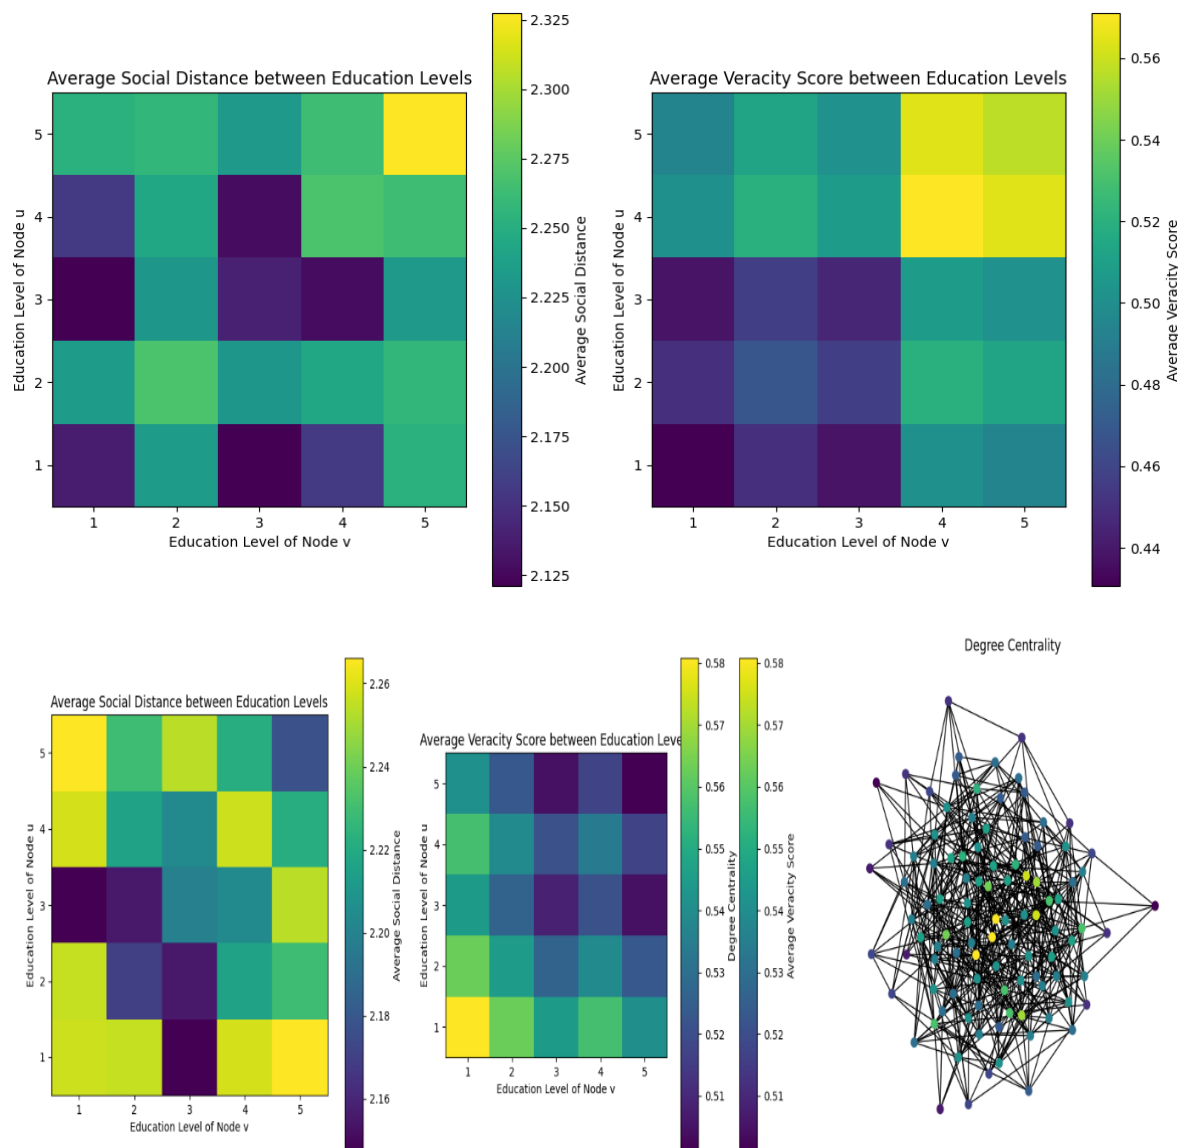 Average Social Distance between Education Levels
Education Level of Node u
5
4
3
2
1
1 2 3 4 5
Education Level of Node v
2.325
2.300
2.275
2.250
2.225
2.200
2.175
2.150
2.125
Average Social Distance
Average Veracity Score between Education Levels
Education Level of Node u
5
4
3
2
1
1 2 3 4 5
Education Level of Node v
0.56
0.54
0.52
0.50
0.48
0.46
0.44
Average Veracity Score
Average Social Distance between Education Levels
Education Level of Node u
5
4
3
2
1
1 2 3 4 5
Education Level of Node v
2.26
2.24
2.22
2.20
2.18
2.16
Average Social Distance
Average Veracity Score between Education Leve
Education Level of Node u
5
4
3
2
1
1 2 3 4 5
Education Level of Node v
0.58
0.57
0.56
0.55
0.54
0.53
0.52
0.51
Degree Centrality
0.58
0.57
0.56
0.55
0.54
0.53
0.52
0.51
Average Veracity Score
Degree Centrality